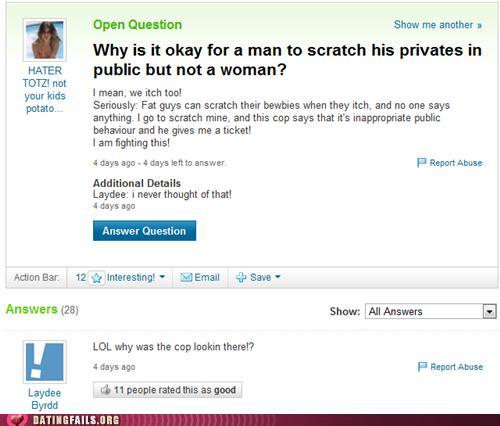 Open Question
Show me another »
HATER
TOTZ! not
your kids
potato...
Why is it okay for a man to scratch his privates in
public but not a woman?
I mean, we itch too!
Seriously: Fat guys can scratch their bewbies when they itch, and no one says
anything. I go to scratch mine, and this cop says that it's inappropriate public
behaviour and he gives me a ticket!
I am fighting this!
4 days ago - 4 days left to answer.
Report Abuse
Additional Details
Laydee: i never thought of that!
4 days ago
Answer Question
Action Bar:
12 Interesting!
Email
Save
Answers (28)
Show: All Answers
LOL why was the cop lookin there!?
4 days ago
Report Abuse
11 people rated this as good
Laydee
Byrdd
DATINGFAILS.ORG